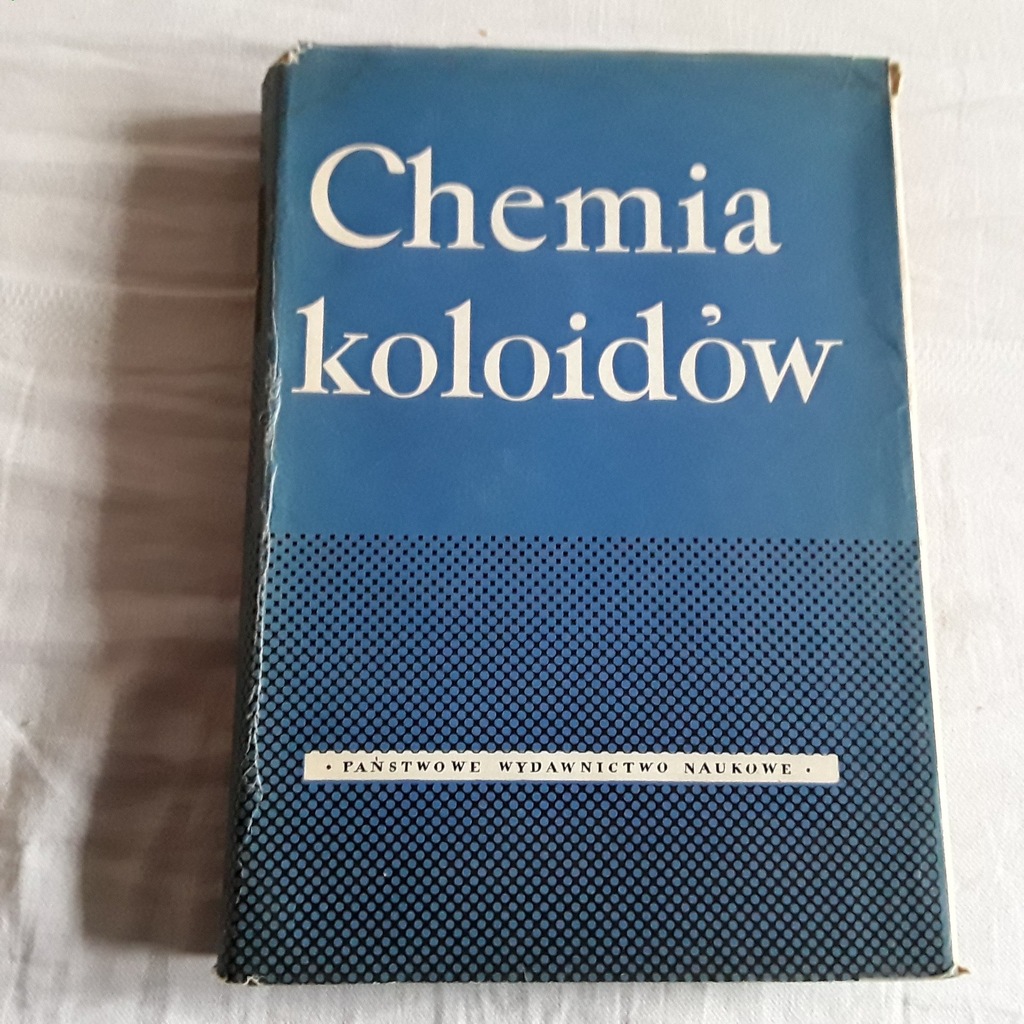 Chemia
koloidów
• PAŃSTWOWE WYDAWNICTWO NAUKOWE •